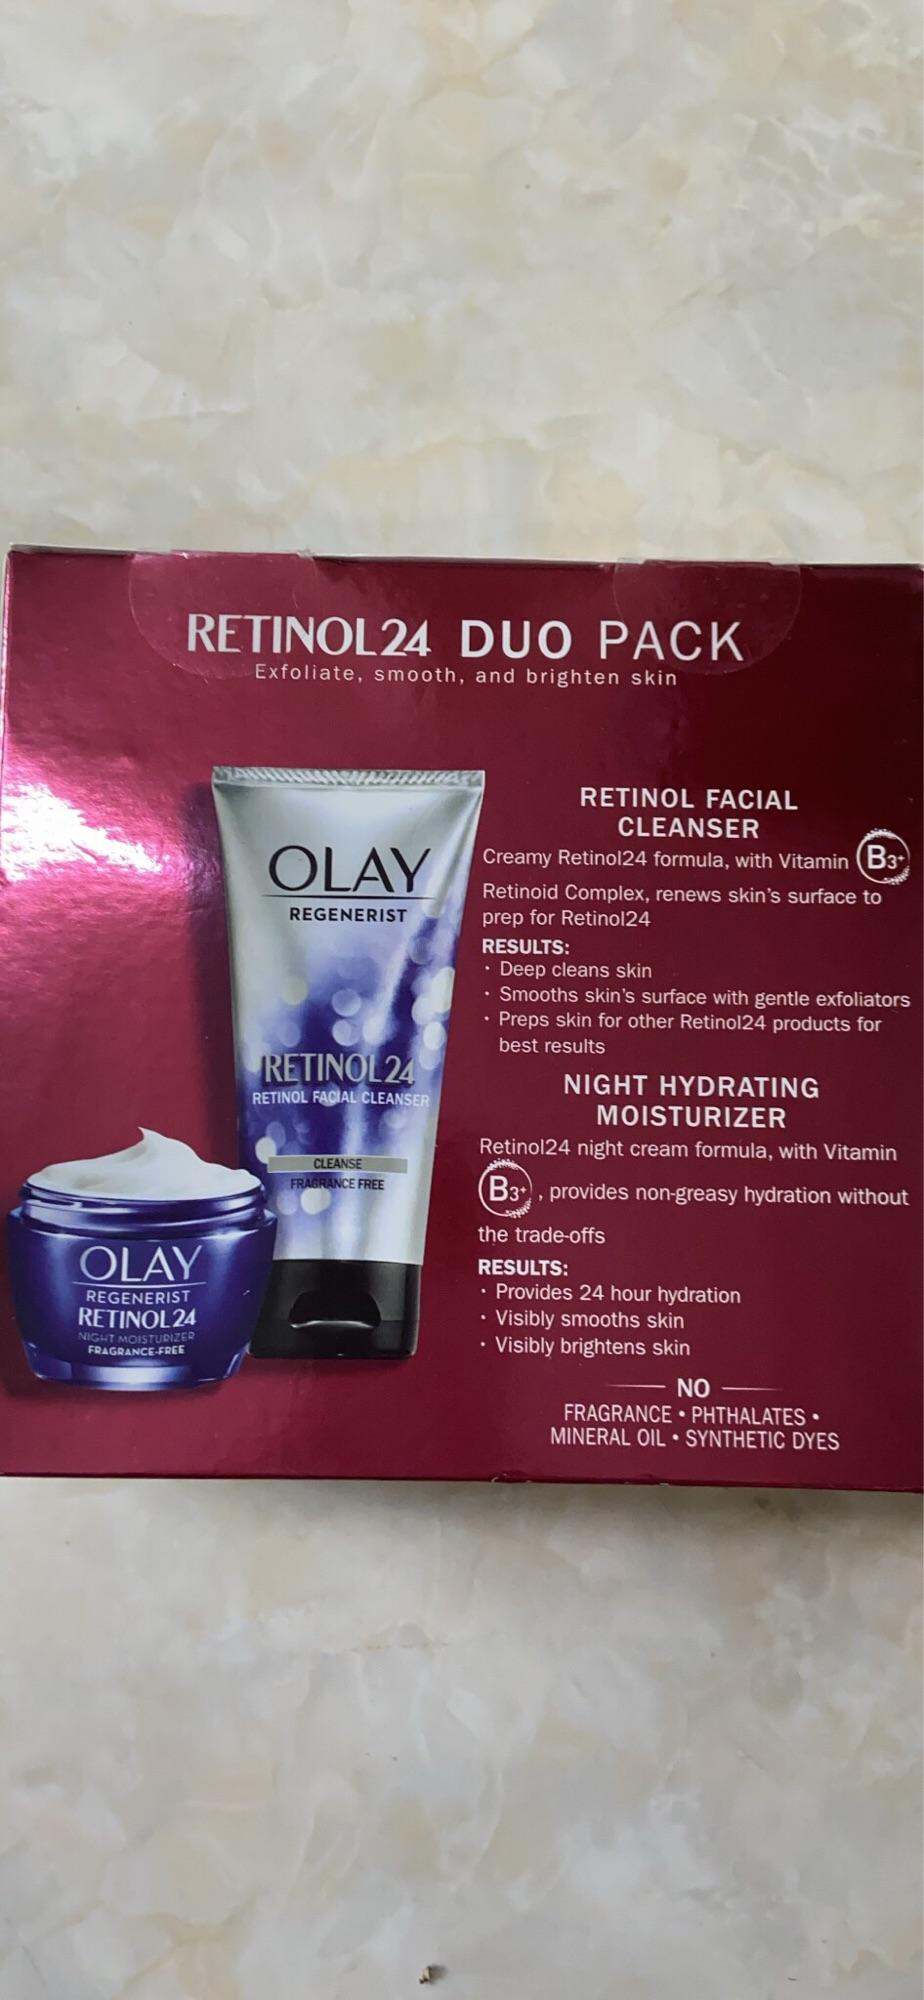 RETINOL24 DUO PACK
Exfoliate, smooth, and brighten skin
OLAY
REGENERIST
RETINOL24
RETINOL FACIAL CLEANSER
CLEANSE
FRAGRANCE FREE
OLAY
REGENERIST
RETINOL24
NIGHT MOISTURIZER
FRAGRANCE-FREE
RETINOL FACIAL
CLEANSER
Creamy Retinol24 formula, with Vitamin B3+
Retinoid Complex, renews skin's surface to
prep for Retinol24
RESULTS:
· Deep cleans skin
· Smooths skin's surface with gentle exfoliators
· Preps skin for other Retinol24 products for
best results
NIGHT HYDRATING
MOISTURIZER
Retinol24 night cream formula, with Vitamin
B3+, provides non-greasy hydration without
the trade-offs
RESULTS:
· Provides 24 hour hydration
· Visibly smooths skin
· Visibly brightens skin
NO
FRAGRANCE • PHTHALATES •
MINERAL OIL • SYNTHETIC DYES